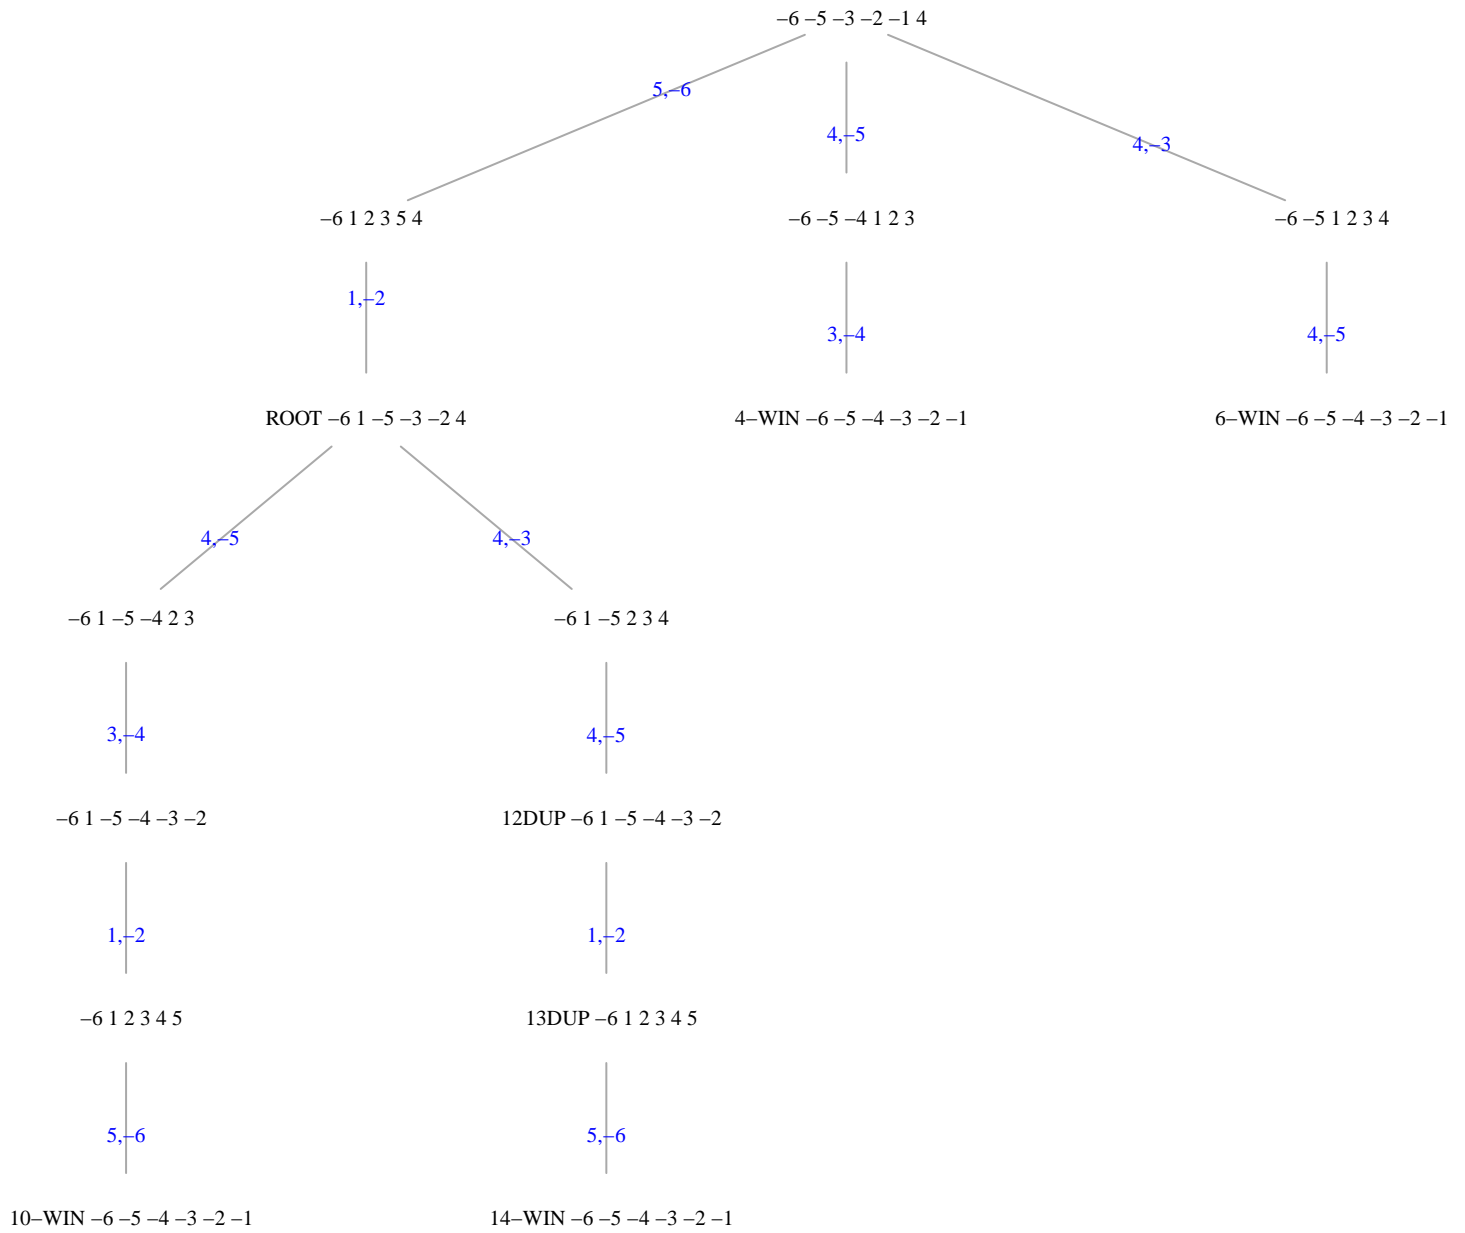 −6 −5 −3 −2 −1 4
5,−6
4,−5
4,−3
−6 1 2 3 5 4
−6 −5 −4 1 2 3
−6 −5 1 2 3 4
1,−2
3,−4
4,−5
ROOT −6 1 −5 −3 −2 4
4−WIN −6 −5 −4 −3 −2 −1
6−WIN −6 −5 −4 −3 −2 −1
4,−5
4,−3
−6 1 −5 −4 2 3
−6 1 −5 2 3 4
3,−4
4,−5
−6 1 −5 −4 −3 −2
12DUP −6 1 −5 −4 −3 −2
1,−2
1,−2
−6 1 2 3 4 5
13DUP −6 1 2 3 4 5
5,−6
5,−6
10−WIN −6 −5 −4 −3 −2 −1
14−WIN −6 −5 −4 −3 −2 −1